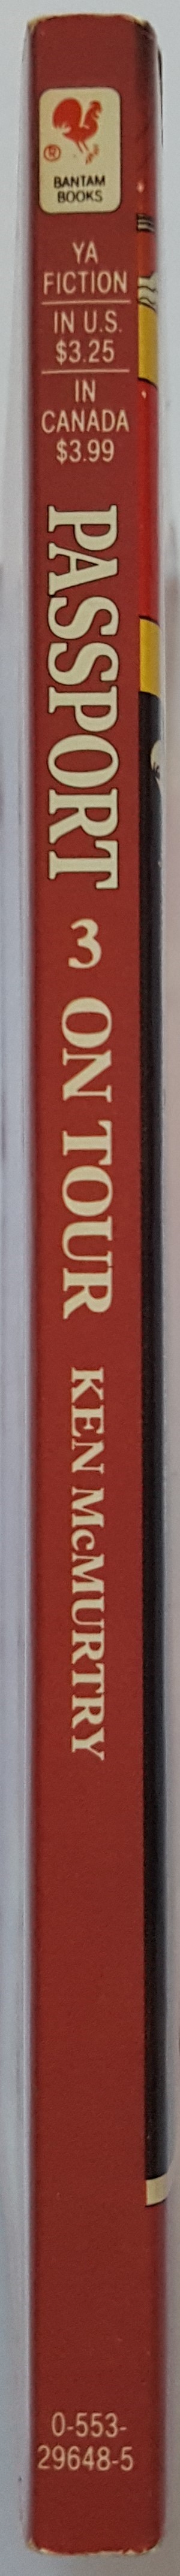 ®
BANTAM
BOOKS
YA
FICTION
IN U.S.
$3.25
IN
CANADA
$3.99
PASSPORT 3 ON TOUR KEN McMURTRY
0-553-
29648-5